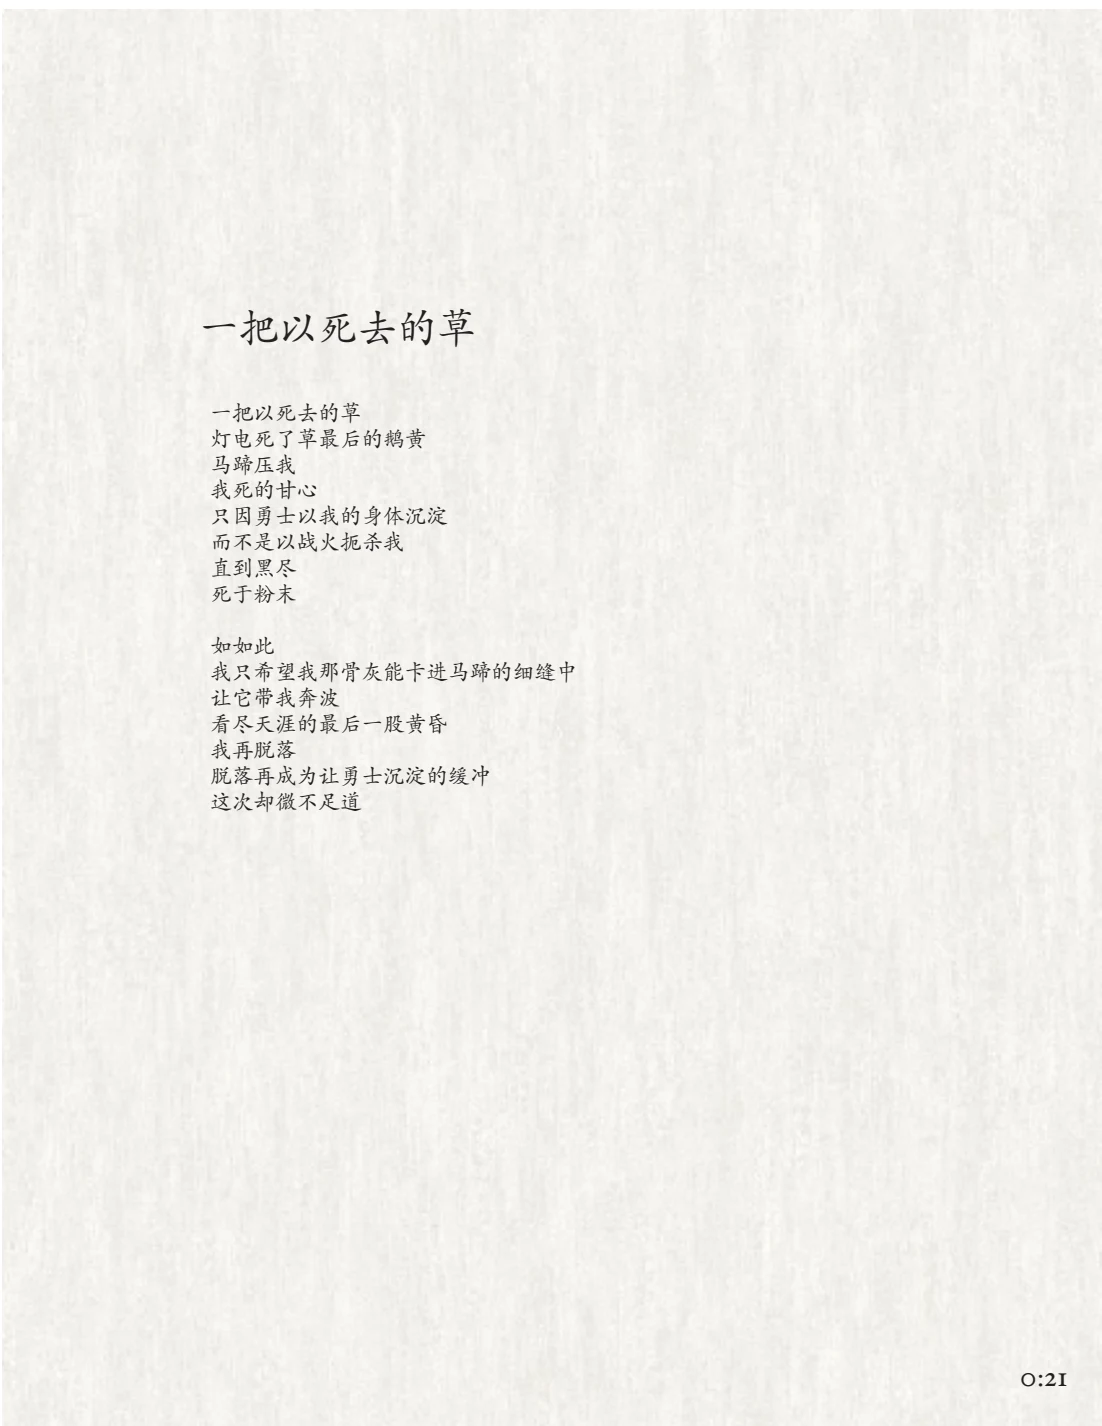 一把以死去的草
一把以死去的草
灯电死了草最后的鹅黄
马蹄压我
我死的甘心
只因勇士以我的身体沉淀
而不是以战火扼杀我
直到黑尽
死于粉末
如如此
我只希望我那骨灰能卡进马蹄的细缝中
让它带我奔波
看尽天涯的最后一股黄昏
我再脱落
脱落再成为让勇士沉淀的缓冲
这次却微不足道
0:21